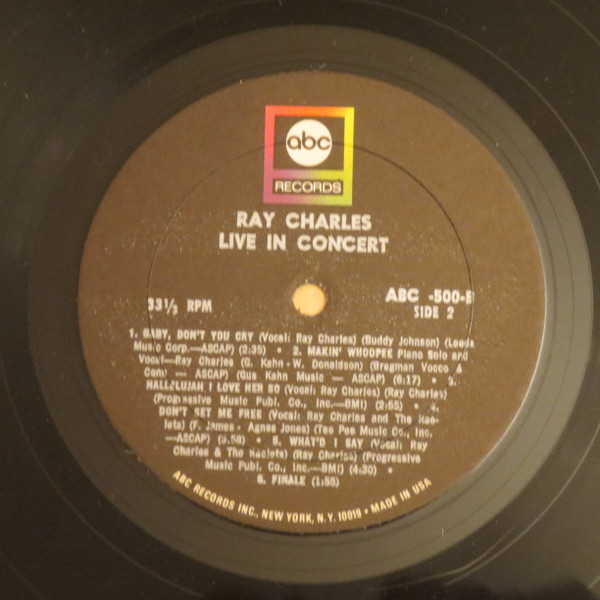 abc
RECORDS
RAY CHARLES
LIVE IN CONCERT
33⅓ RPM
ABC -500-B
SIDE 2
1. BABY, DON'T YOU CRY (Vocal: Ray Charles) (Buddy Johnson) (Leeds
Music Corp.—ASCAP) (2:35) • 2. MAKIN' WHOOPEE Piano Solo and
Vocal—Ray Charles (G. Kahn - W. Donaldson) (Bregman Vocco &
Conn — ASCAP) (Gus Kahn Music — ASCAP) (6:17) • 3.
HALLELUJAH I LOVE HER SO (Vocal: Ray Charles) (Ray Charles)
(Progressive Music Publ. Co., Inc.—BMI) (2:55) • 4.
DON'T SET ME FREE (Vocal: Ray Charles and The Rae-
lets) (F. James - Agnes Jones) (Tee Pee Music Co., Inc.
—ASCAP) (3:58) • 5. WHAT'D I SAY (Vocal: Ray
Charles & The Raelets) (Ray Charles) (Progressive
Music Publ. Co., Inc.—BMI) (4:30) •
6. FINALE (1:55)
ABC RECORDS INC., NEW YORK, N.Y. 10019 • MADE IN USA